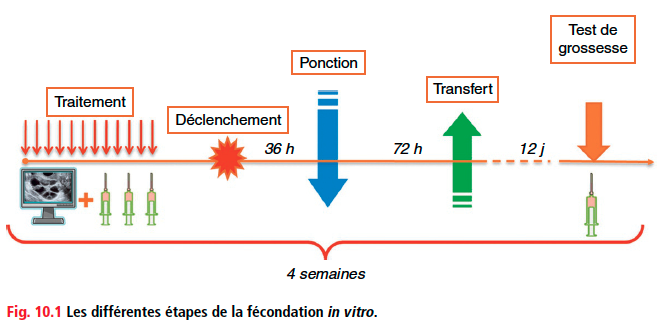 Test de
grossesse
Ponction
Transfert
Traitement
Déclenchement
36 h
72 h
12 j
4 semaines
Fig. 10.1 Les différentes étapes de la fécondation in vitro.